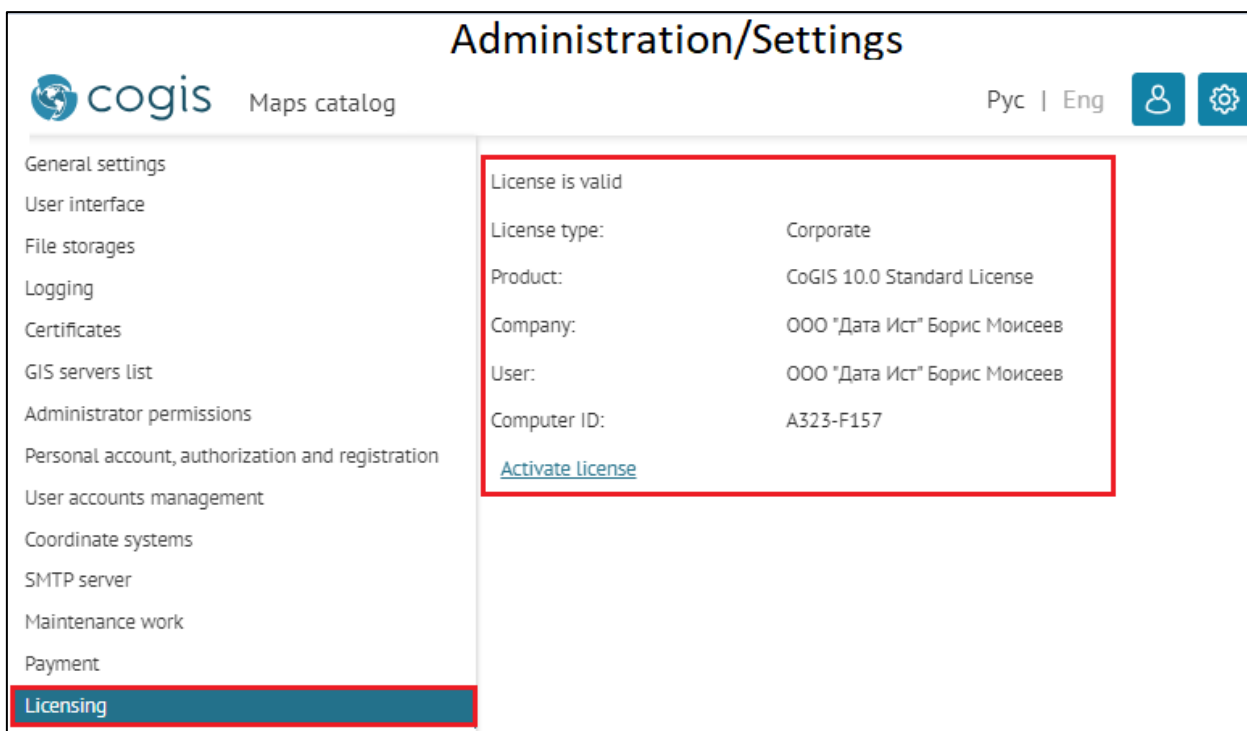 Administration/Settings
cogis Maps catalog Рус | Eng
General settings
User interface
File storages
Logging
Certificates
GIS servers list
Administrator permissions
Personal account, authorization and registration
User accounts management
Coordinate systems
SMTP server
Maintenance work
Payment
Licensing
License is valid
License type: Corporate
Product: CoGIS 10.0 Standard License
Company: ООО "Дата Ист" Борис Моисеев
User: ООО "Дата Ист" Борис Моисеев
Computer ID: A323-F157
Activate license